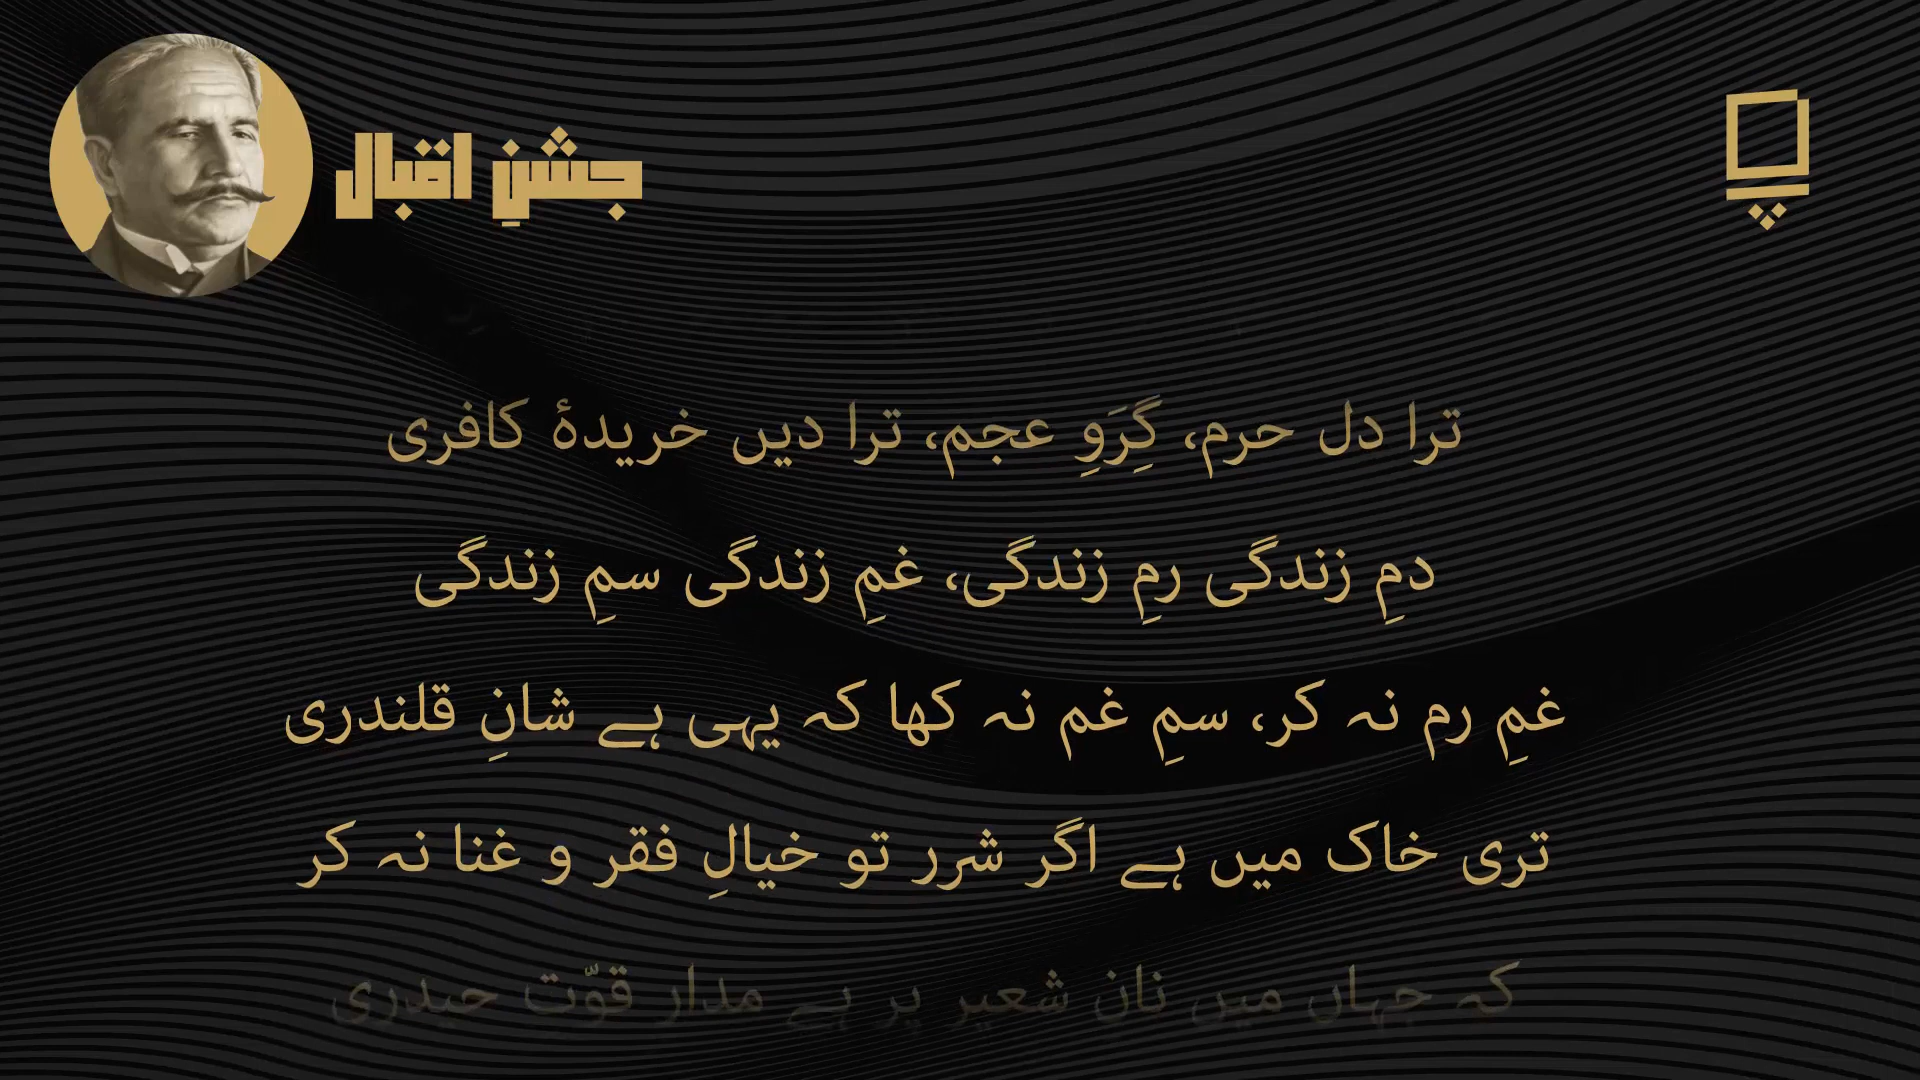 جشنِ اقبال
ترا دل حرم، گِرَوِ عجم، ترا دیں خریدۂ کافری
دمِ زندگی رمِ زندگی، غمِ زندگی سمِ زندگی
غمِ رم نہ کر، سمِ غم نہ کھا کہ یہی ہے شانِ قلندری
تری خاک میں ہے اگر شرر تو خیالِ فقر و غنا نہ کر
کہ جہاں میں نان شعیر پر ہے مدار قوّت حیدری